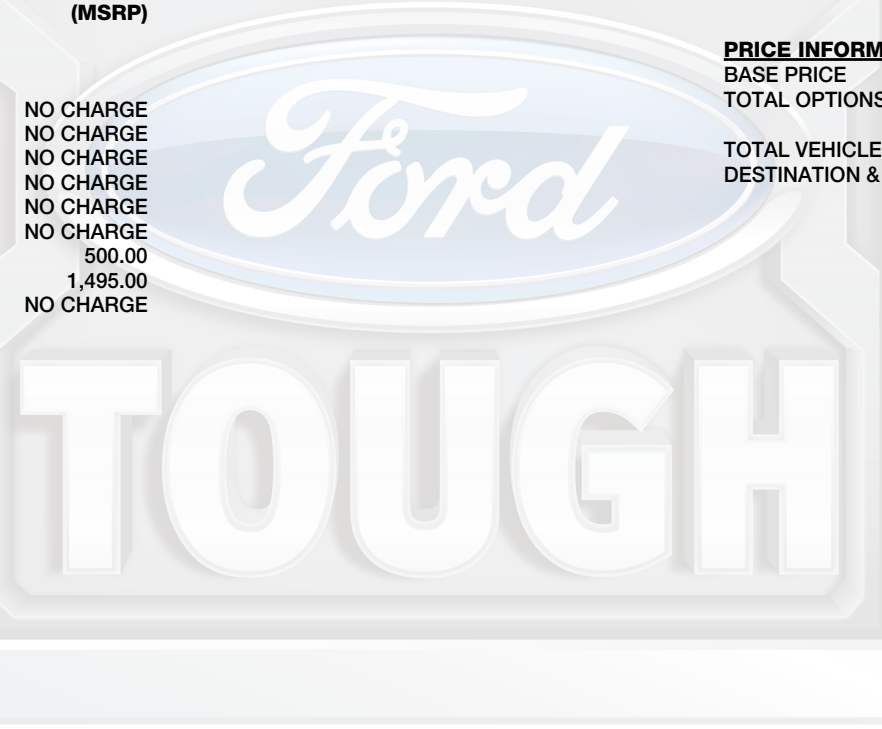 (MSRP)
NO CHARGE
NO CHARGE
NO CHARGE
NO CHARGE
NO CHARGE
NO CHARGE
500.00
1,495.00
NO CHARGE
PRICE INFORM
BASE PRICE
TOTAL OPTIONS
TOTAL VEHICLE
DESTINATION &
Ford
TOUGH